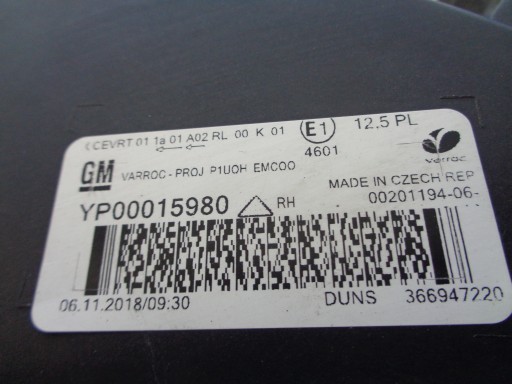 CEVRT 01 1a 01 A02 RL 00 K 01 E1 12,5 PL
4601
GM VARROC - PROJ P1UOH EMCOO varroc
MADE IN CZECH REP
YP00015980 RH 00201194-06-
06.11.2018/09:30 DUNS 366947220